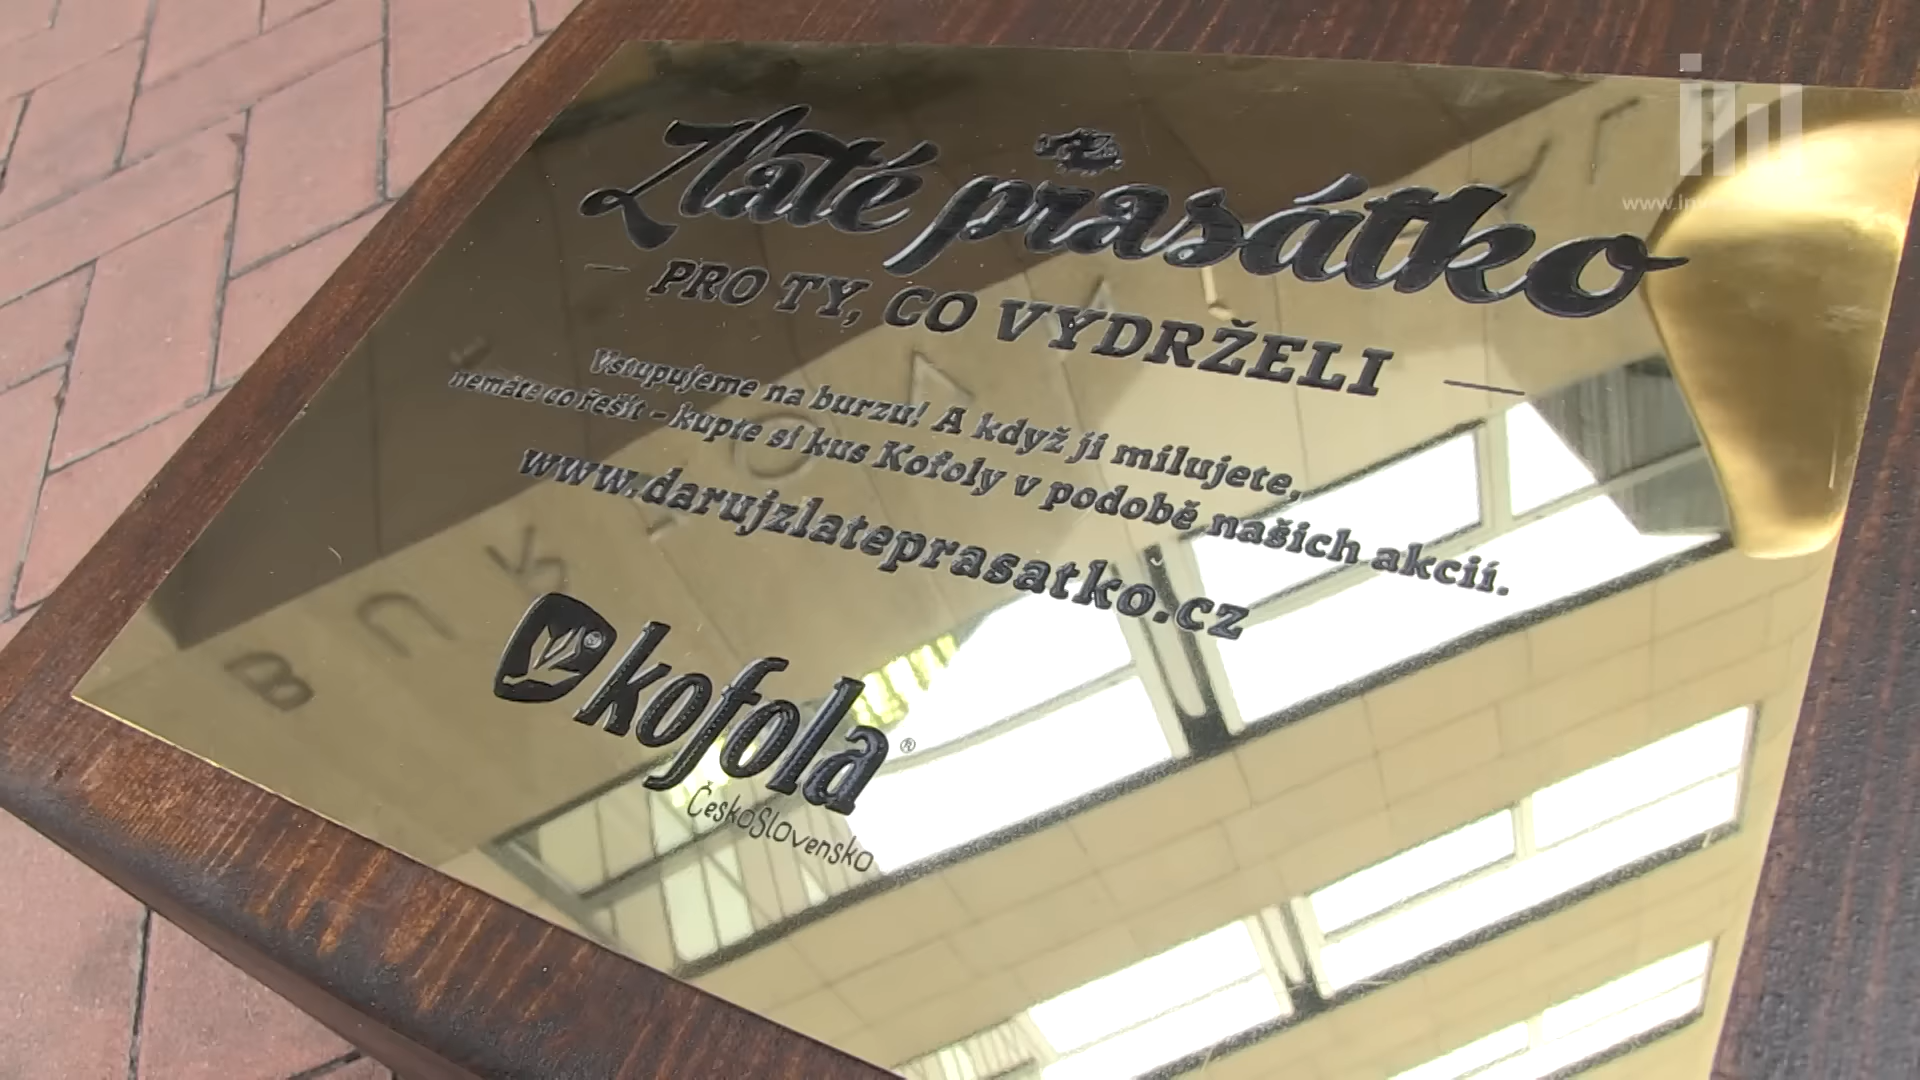 Zlaté prasátko
PRO TY, CO VYDRŽELI
Vstupujeme na burzu! A když ji milujete,
nemáte co řešit - kupte si kus Kofoly v podobě našich akcií.
www.darujzlateprasatko.cz
kofola®
ČeskoSlovensko